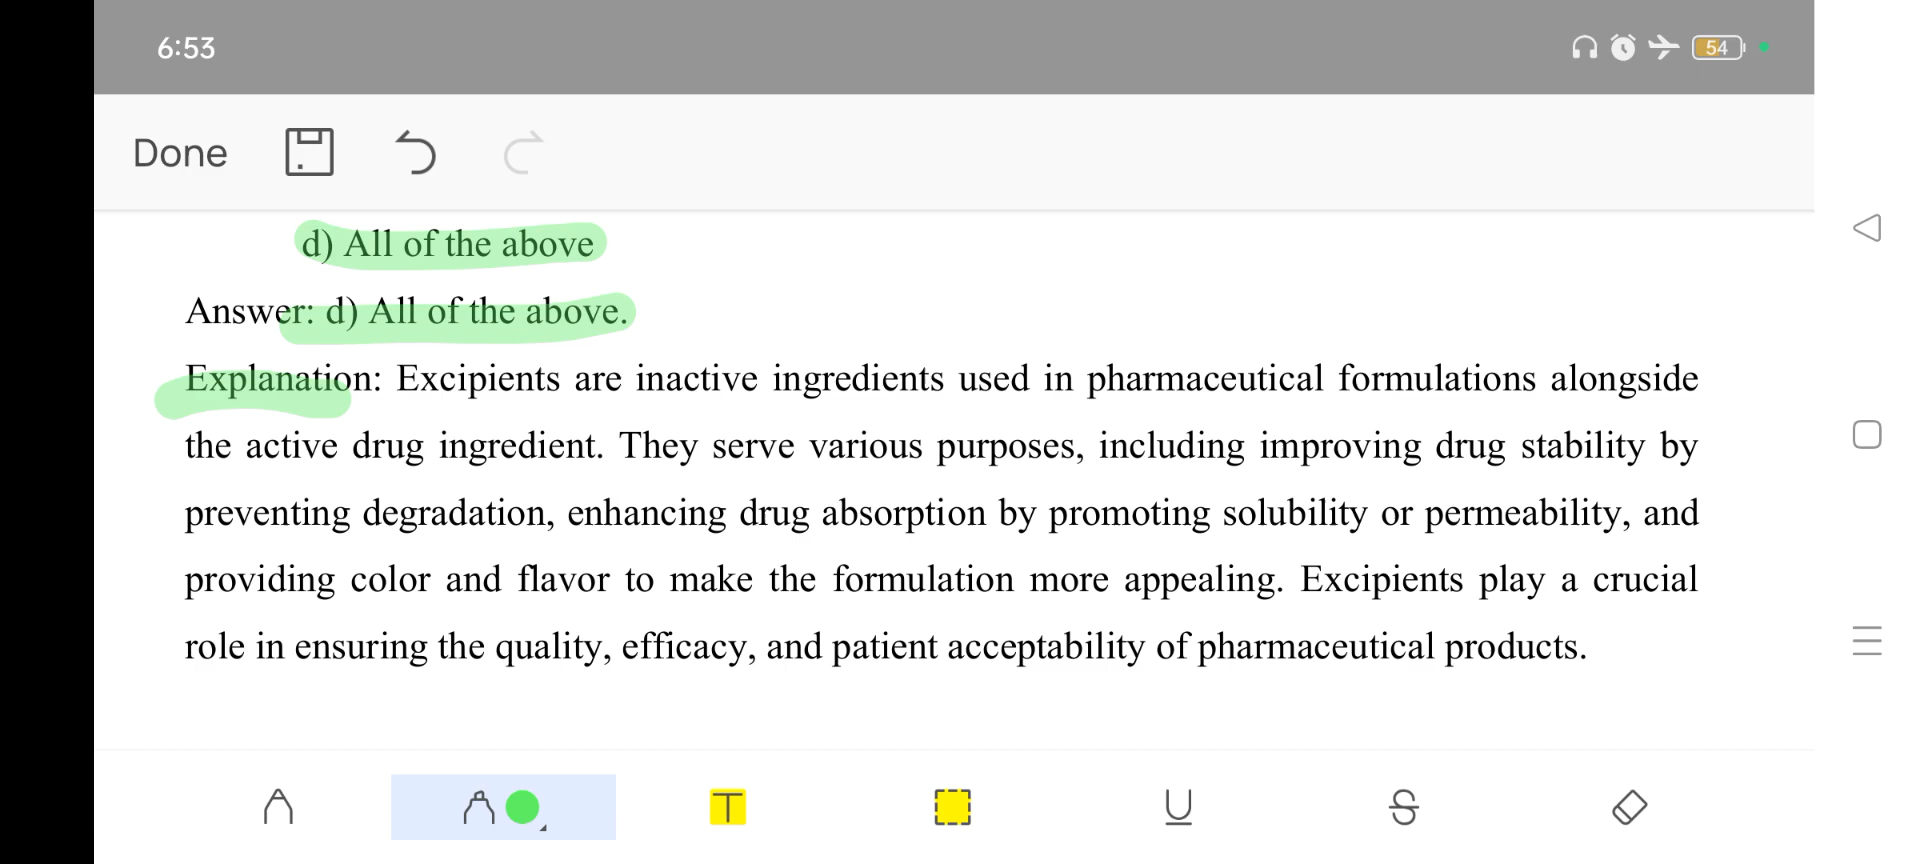 6:53
54
Done
d) All of the above
Answer: d) All of the above.
Explanation: Excipients are inactive ingredients used in pharmaceutical formulations alongside
the active drug ingredient. They serve various purposes, including improving drug stability by
preventing degradation, enhancing drug absorption by promoting solubility or permeability, and
providing color and flavor to make the formulation more appealing. Excipients play a crucial
role in ensuring the quality, efficacy, and patient acceptability of pharmaceutical products.
T
U
S